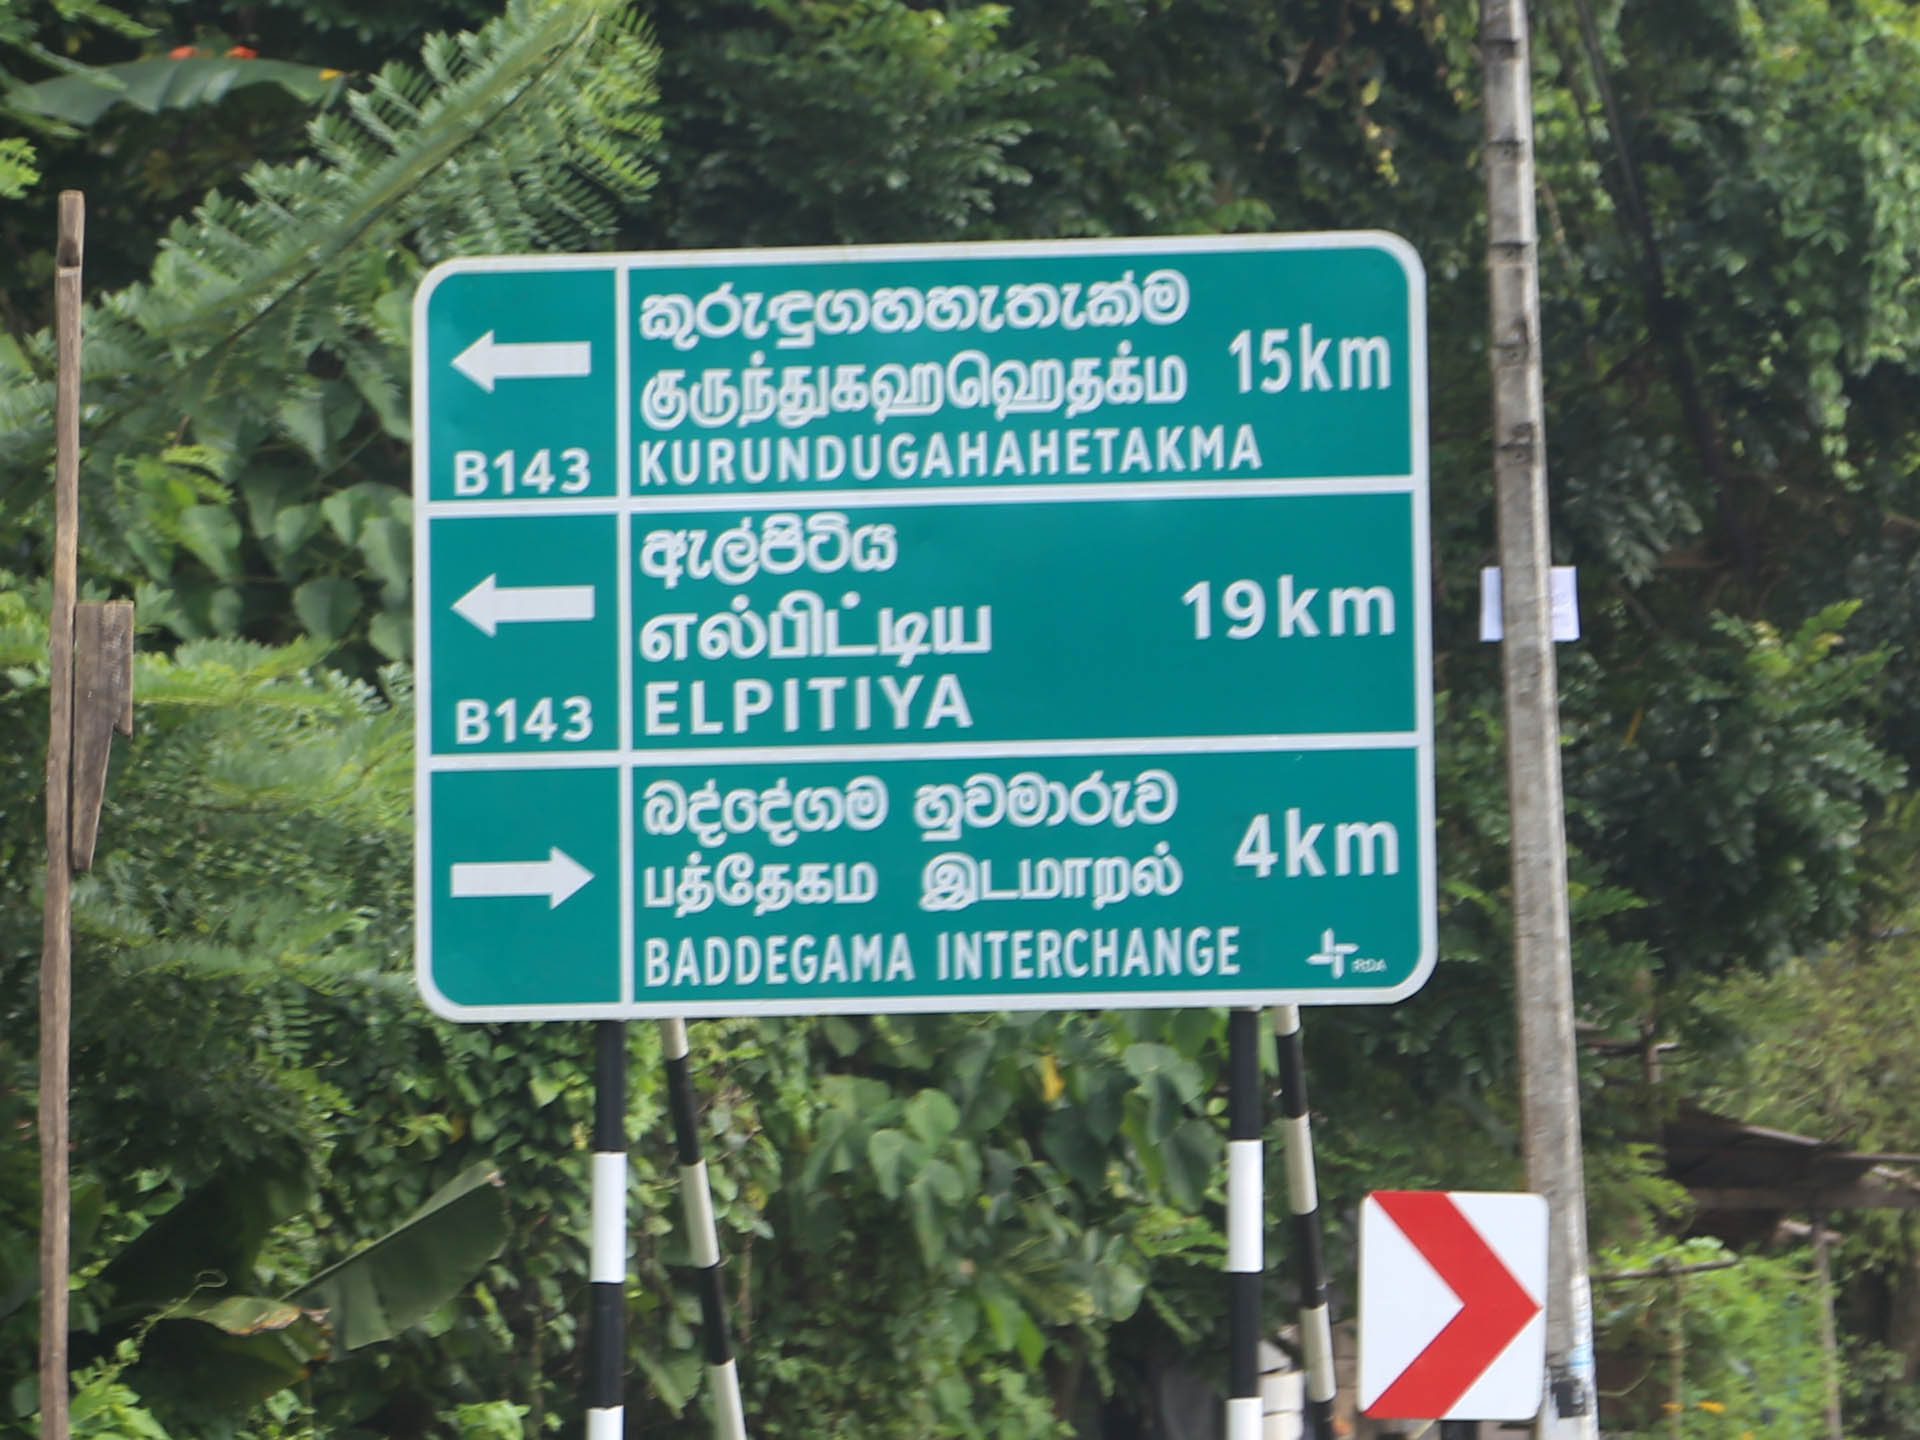 කුරුඳුගහහැතැක්ම
குருந்துகஹஹெதக்ம
15km
B143
KURUNDUGAHAHETAKMA
ඇල්පිටිය
எல்பிட்டிய
19km
B143
ELPITIYA
බද්දේගම හුවමාරුව
பத்தேகம இடமாறல்
4km
BADDEGAMA INTERCHANGE
RDA